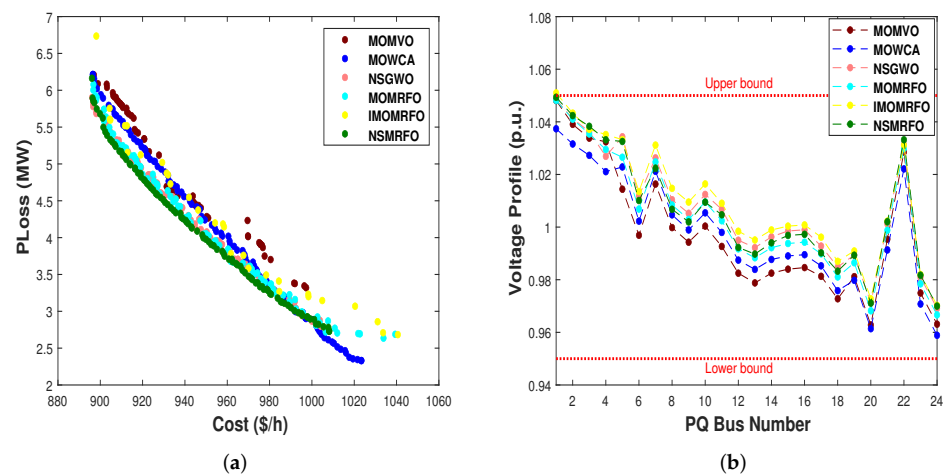 7
6.5
6
5.5
5
4.5
4
3.5
3
2.5
2
PLoss (MW)
880 900 920 940 960 980 1000 1020 1040 1060
Cost ($/h)
MOMVO
MOWCA
NSGWO
MOMRFO
IMOMRFO
NSMRFO
(a)
1.08
1.06
1.04
1.02
1
0.98
0.96
0.94
Voltage Profile (p.u.)
2 4 6 8 10 12 14 16 18 20 22 24
PQ Bus Number
MOMVO
MOWCA
NSGWO
MOMRFO
IMOMRFO
NSMRFO
Upper bound
Lower bound
(b)